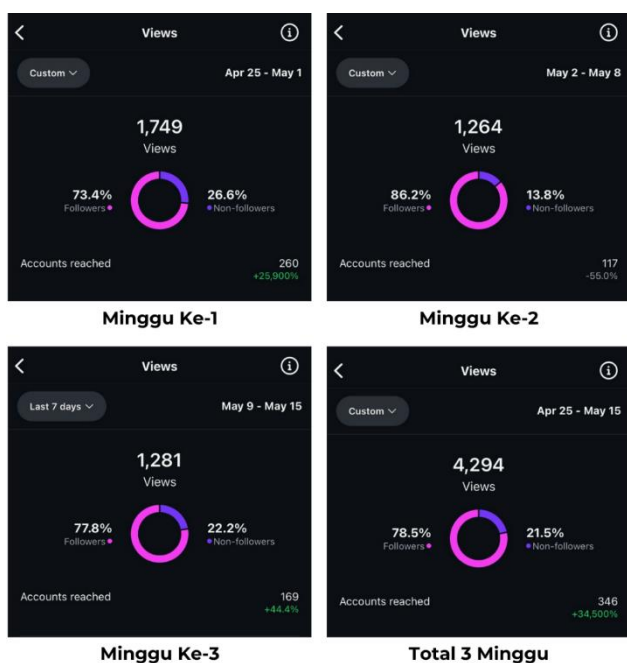 Views
Custom
Apr 25 - May 1
1,749
Views
73.4%
Followers
26.6%
Non-followers
Accounts reached
260
+25,900%
Minggu Ke-1
Views
Custom
May 2 - May 8
1,264
Views
86.2%
Followers
13.8%
Non-followers
Accounts reached
117
-55.0%
Minggu Ke-2
Views
Last 7 days
May 9 - May 15
1,281
Views
77.8%
Followers
22.2%
Non-followers
Accounts reached
169
+44.4%
Minggu Ke-3
Views
Custom
Apr 25 - May 15
4,294
Views
78.5%
Followers
21.5%
Non-followers
Accounts reached
346
+34,500%
Total 3 Minggu